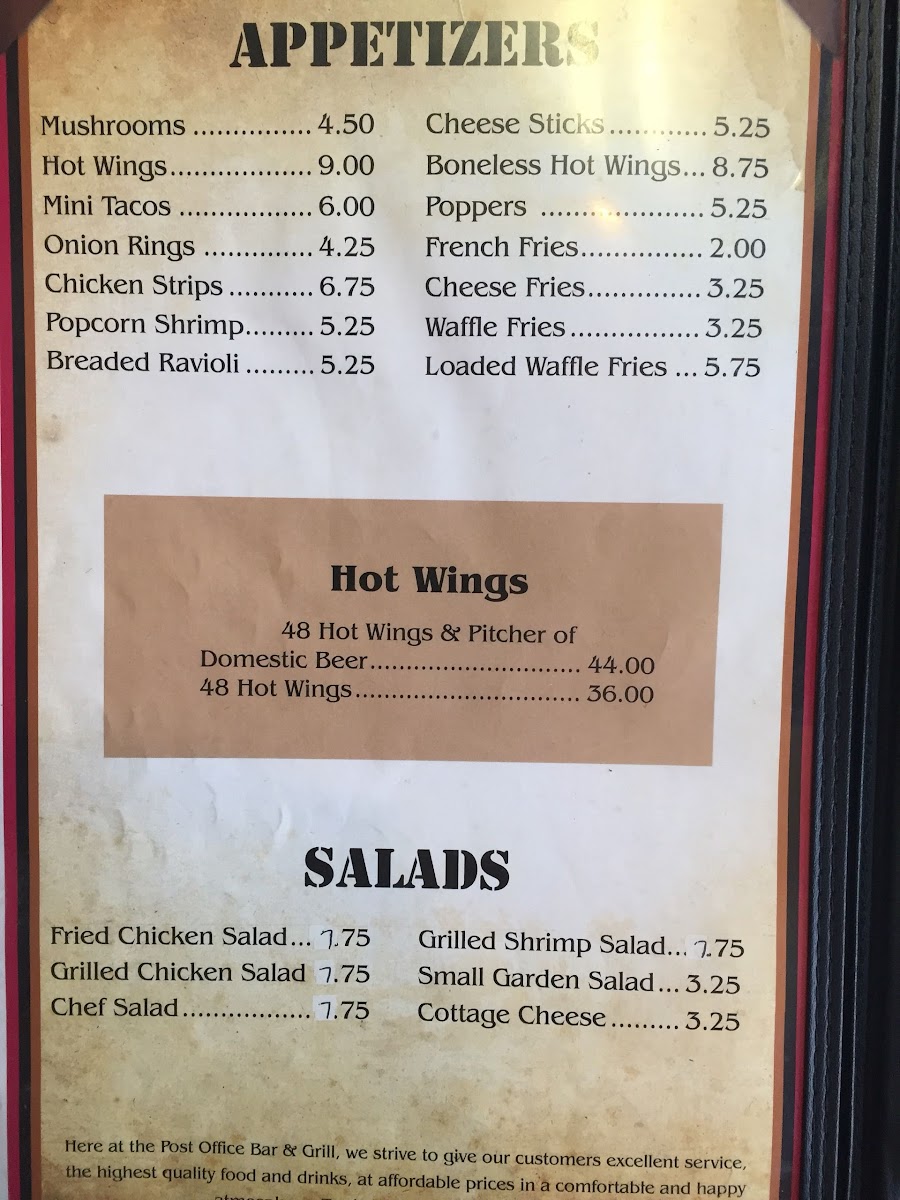 APPETIZERS
Mushrooms ............... 4.50
Hot Wings.................. 9.00
Mini Tacos ................. 6.00
Onion Rings .............. 4.25
Chicken Strips ........... 6.75
Popcorn Shrimp......... 5.25
Breaded Ravioli ......... 5.25
Cheese Sticks............ 5.25
Boneless Hot Wings... 8.75
Poppers ..................... 5.25
French Fries................ 2.00
Cheese Fries............... 3.25
Waffle Fries................. 3.25
Loaded Waffle Fries ... 5.75
Hot Wings
48 Hot Wings & Pitcher of
Domestic Beer........................... 44.00
48 Hot Wings............................. 36.00
SALADS
Fried Chicken Salad... 7.75
Grilled Chicken Salad 7.75
Chef Salad................. 7.75
Grilled Shrimp Salad... 7.75
Small Garden Salad... 3.25
Cottage Cheese......... 3.25
Here at the Post Office Bar & Grill, we strive to give our customers excellent service,
the highest quality food and drinks, at affordable prices in a comfortable and happy